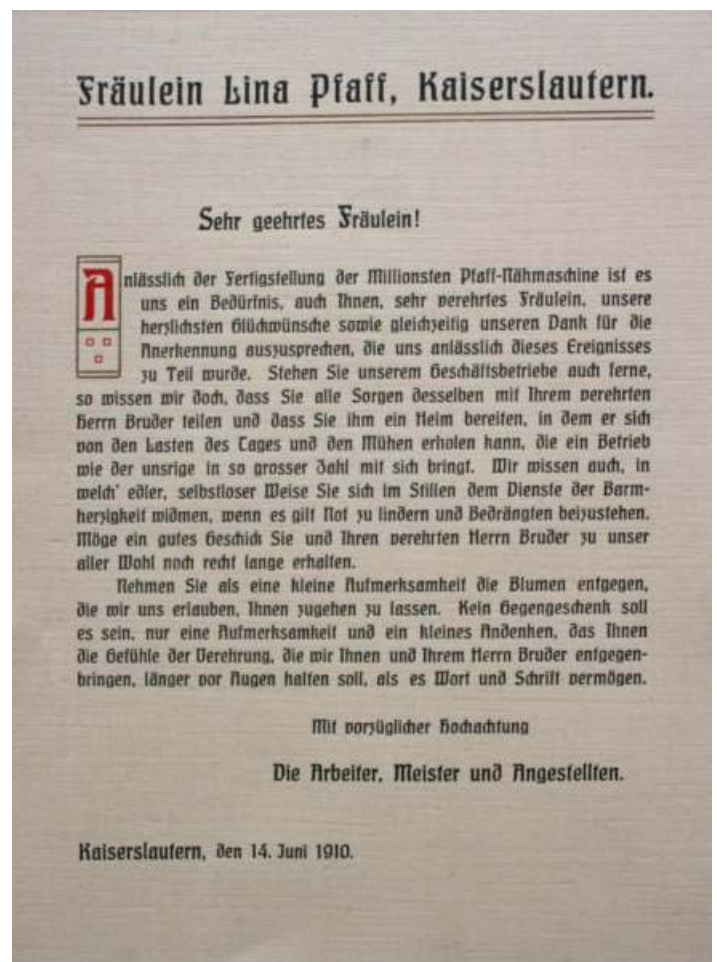 Fräulein Lina Pfaff, Kaiserslautern.
Sehr geehrtes Fräulein!
Anlässlich der Fertigstellung der Millionsten Pfaff-Nähmaschine ist es
uns ein Bedürfnis, auch Ihnen, sehr verehrtes Fräulein, unsere
herzlichsten Glückwünsche sowie gleichzeitig unseren Dank für die
Anerkennung auszusprechen, die uns anlässlich dieses Ereignisses
zu Teil wurde. Stehen Sie unserem Geschäftsbetriebe auch ferne,
so wissen wir doch, dass Sie alle Sorgen desselben mit Ihrem verehrten
Herrn Bruder teilen und dass Sie ihm ein Heim bereiten, in dem er sich
von den Lasten des Tages und den Mühen erholen kann, die ein Betrieb
wie der unsrige in so grosser Zahl mit sich bringt. Wir wissen auch, in
welch' edler, selbstloser Weise Sie sich im Stillen dem Dienste der Barm-
herzigkeit widmen, wenn es gilt Not zu lindern und Bedrängten beizustehen.
Möge ein gutes Geschick Sie und Ihren verehrten Herrn Bruder zu unser
aller Wohl noch recht lange erhalten.
Nehmen Sie als eine kleine Aufmerksamkeit die Blumen entgegen,
die wir uns erlauben, Ihnen zugehen zu lassen. Kein Gegengeschenk soll
es sein, nur eine Aufmerksamkeit und ein kleines Andenken, das Ihnen
die Gefühle der Verehrung, die wir Ihnen und Ihrem Herrn Bruder entgegen-
bringen, länger vor Augen halten soll, als es Wort und Schrift vermögen.
Mit vorzüglicher Hochachtung
Die Arbeiter, Meister und Angestellten.
Kaiserslautern, den 14. Juni 1910.